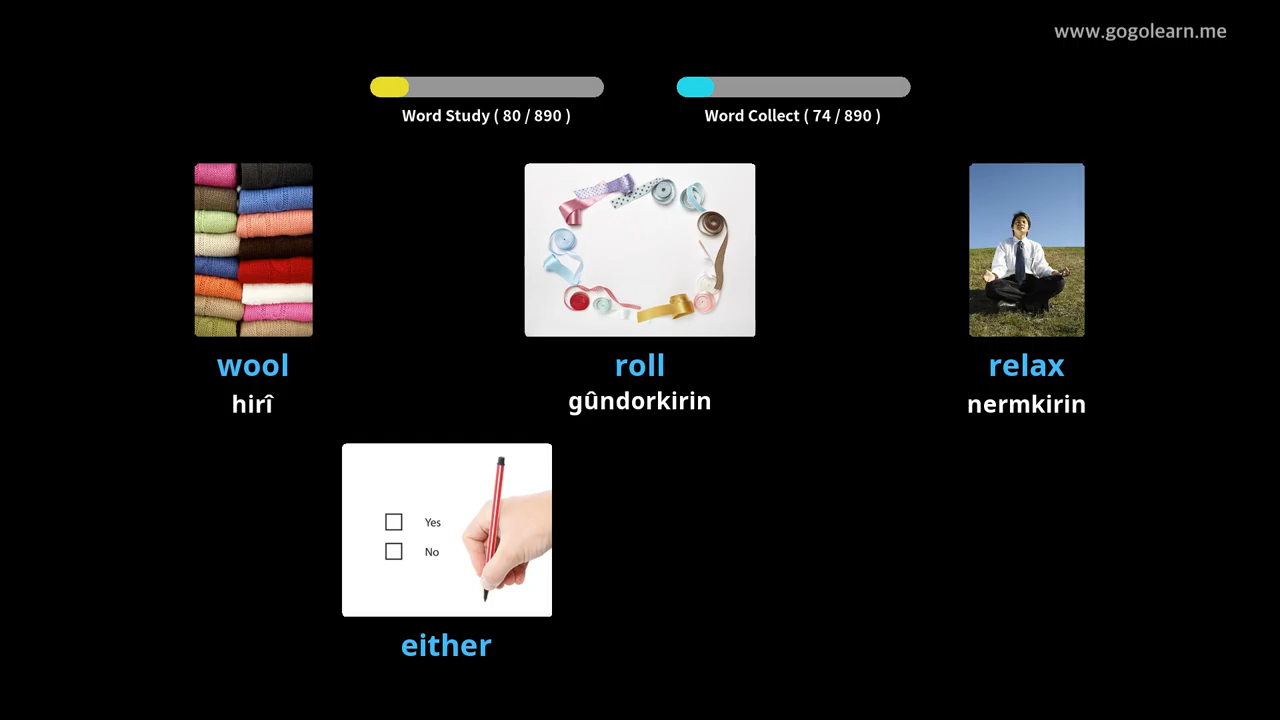 www.gogolearn.me
Word Study ( 80 / 890 )
Word Collect ( 74 / 890 )
wool
hirî
roll
gûndorkirin
relax
nermkirin
Yes
No
either